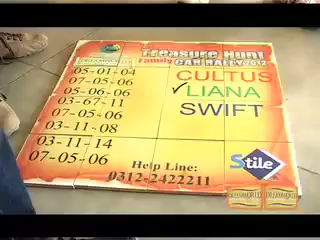 Treasure Hunt
Family CAR RALLY 2012
05-01-04
07-05-06
05-06-06
03-67-11
07-05-06
03-11-08
03-11-14
07-05-06
CULTUS
LIANA
SWIFT
Stile
Help Line:
0312-2422211